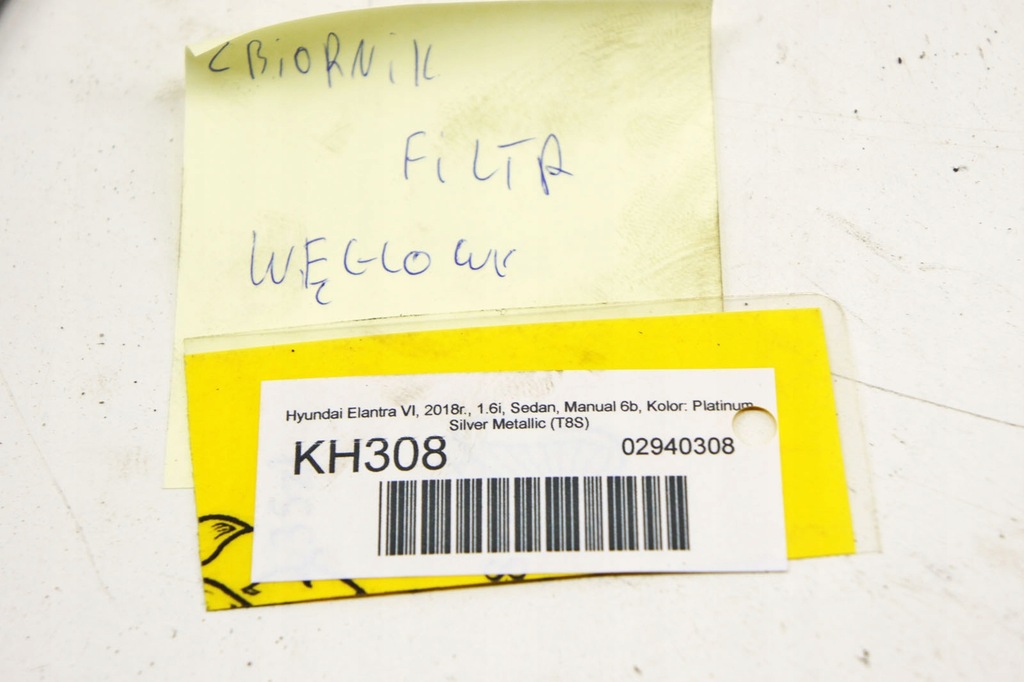 ZBiORNiK
FiLTR
WĘGLOWY
Hyundai Elantra VI, 2018r., 1.6i, Sedan, Manual 6b, Kolor: Platinum
Silver Metallic (T8S)
KH308
02940308